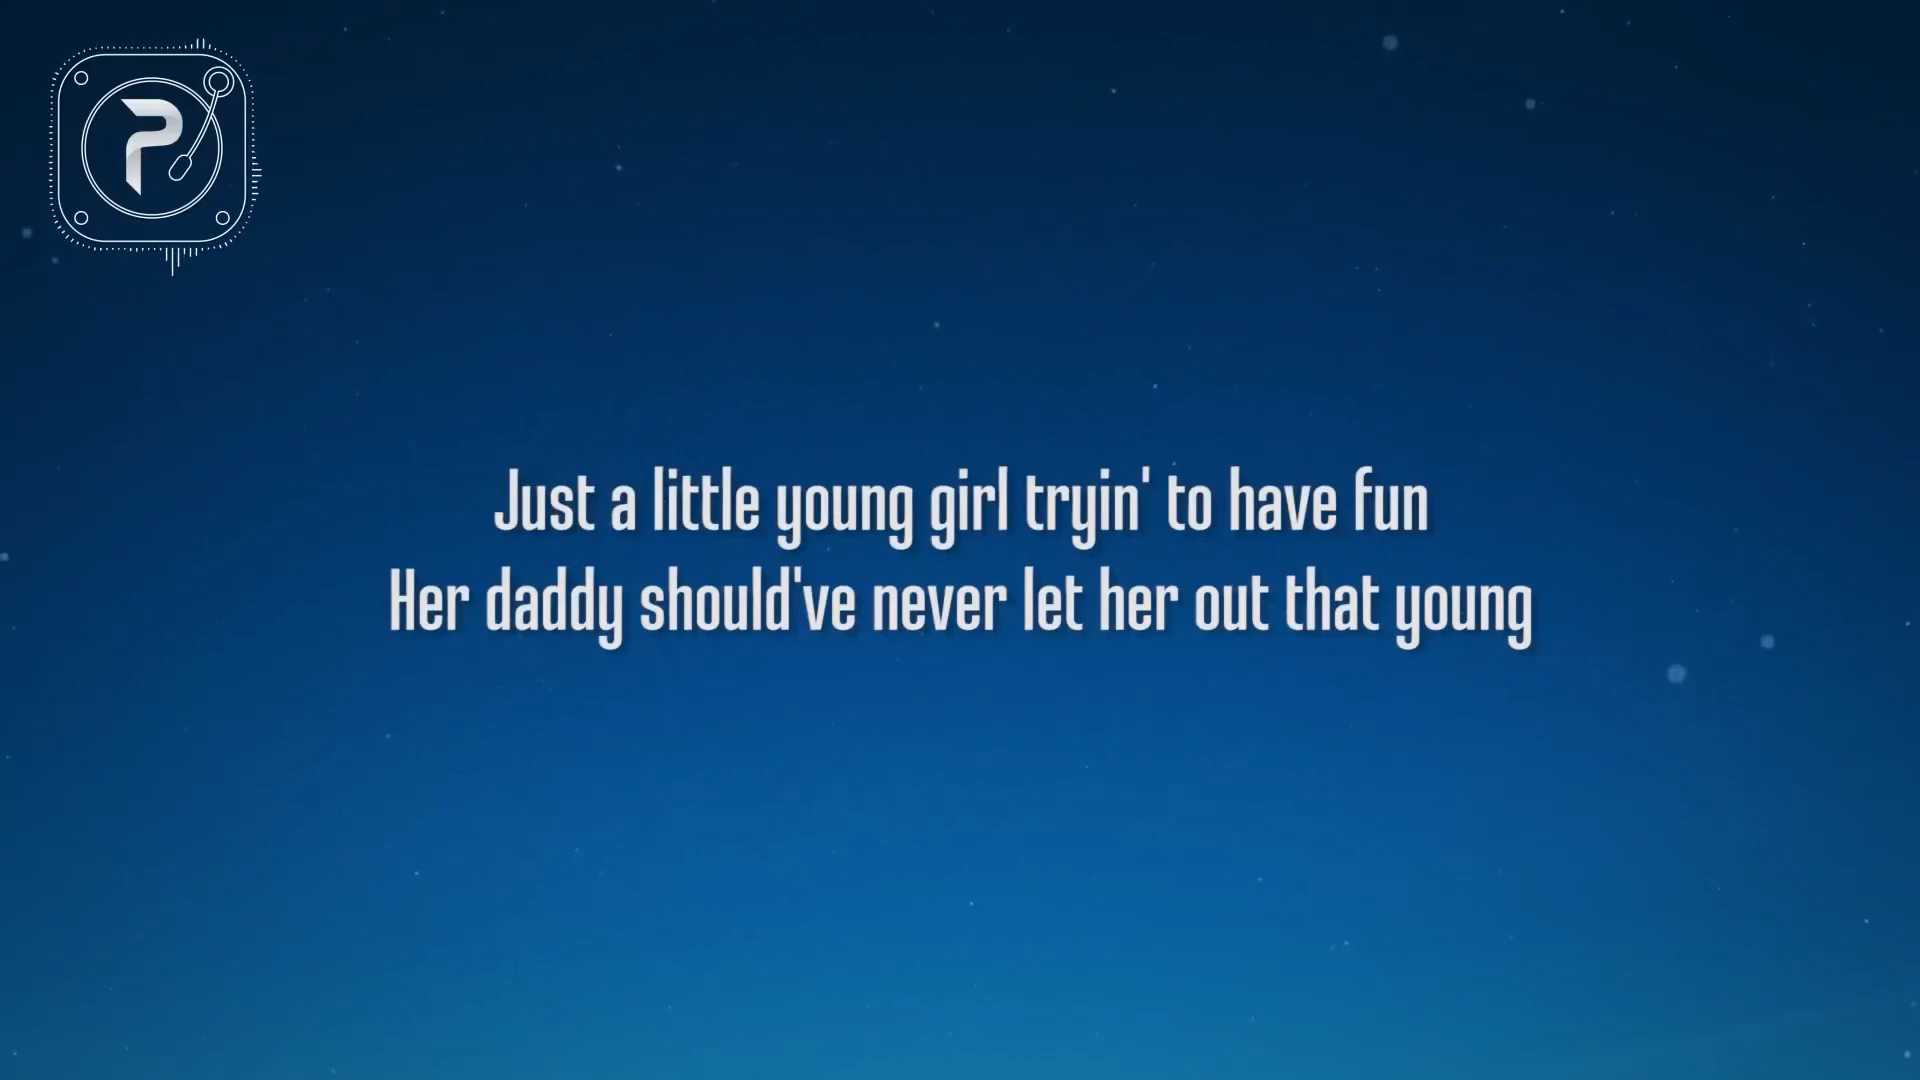 P
Just a little young girl tryin' to have fun
Her daddy should've never let her out that young